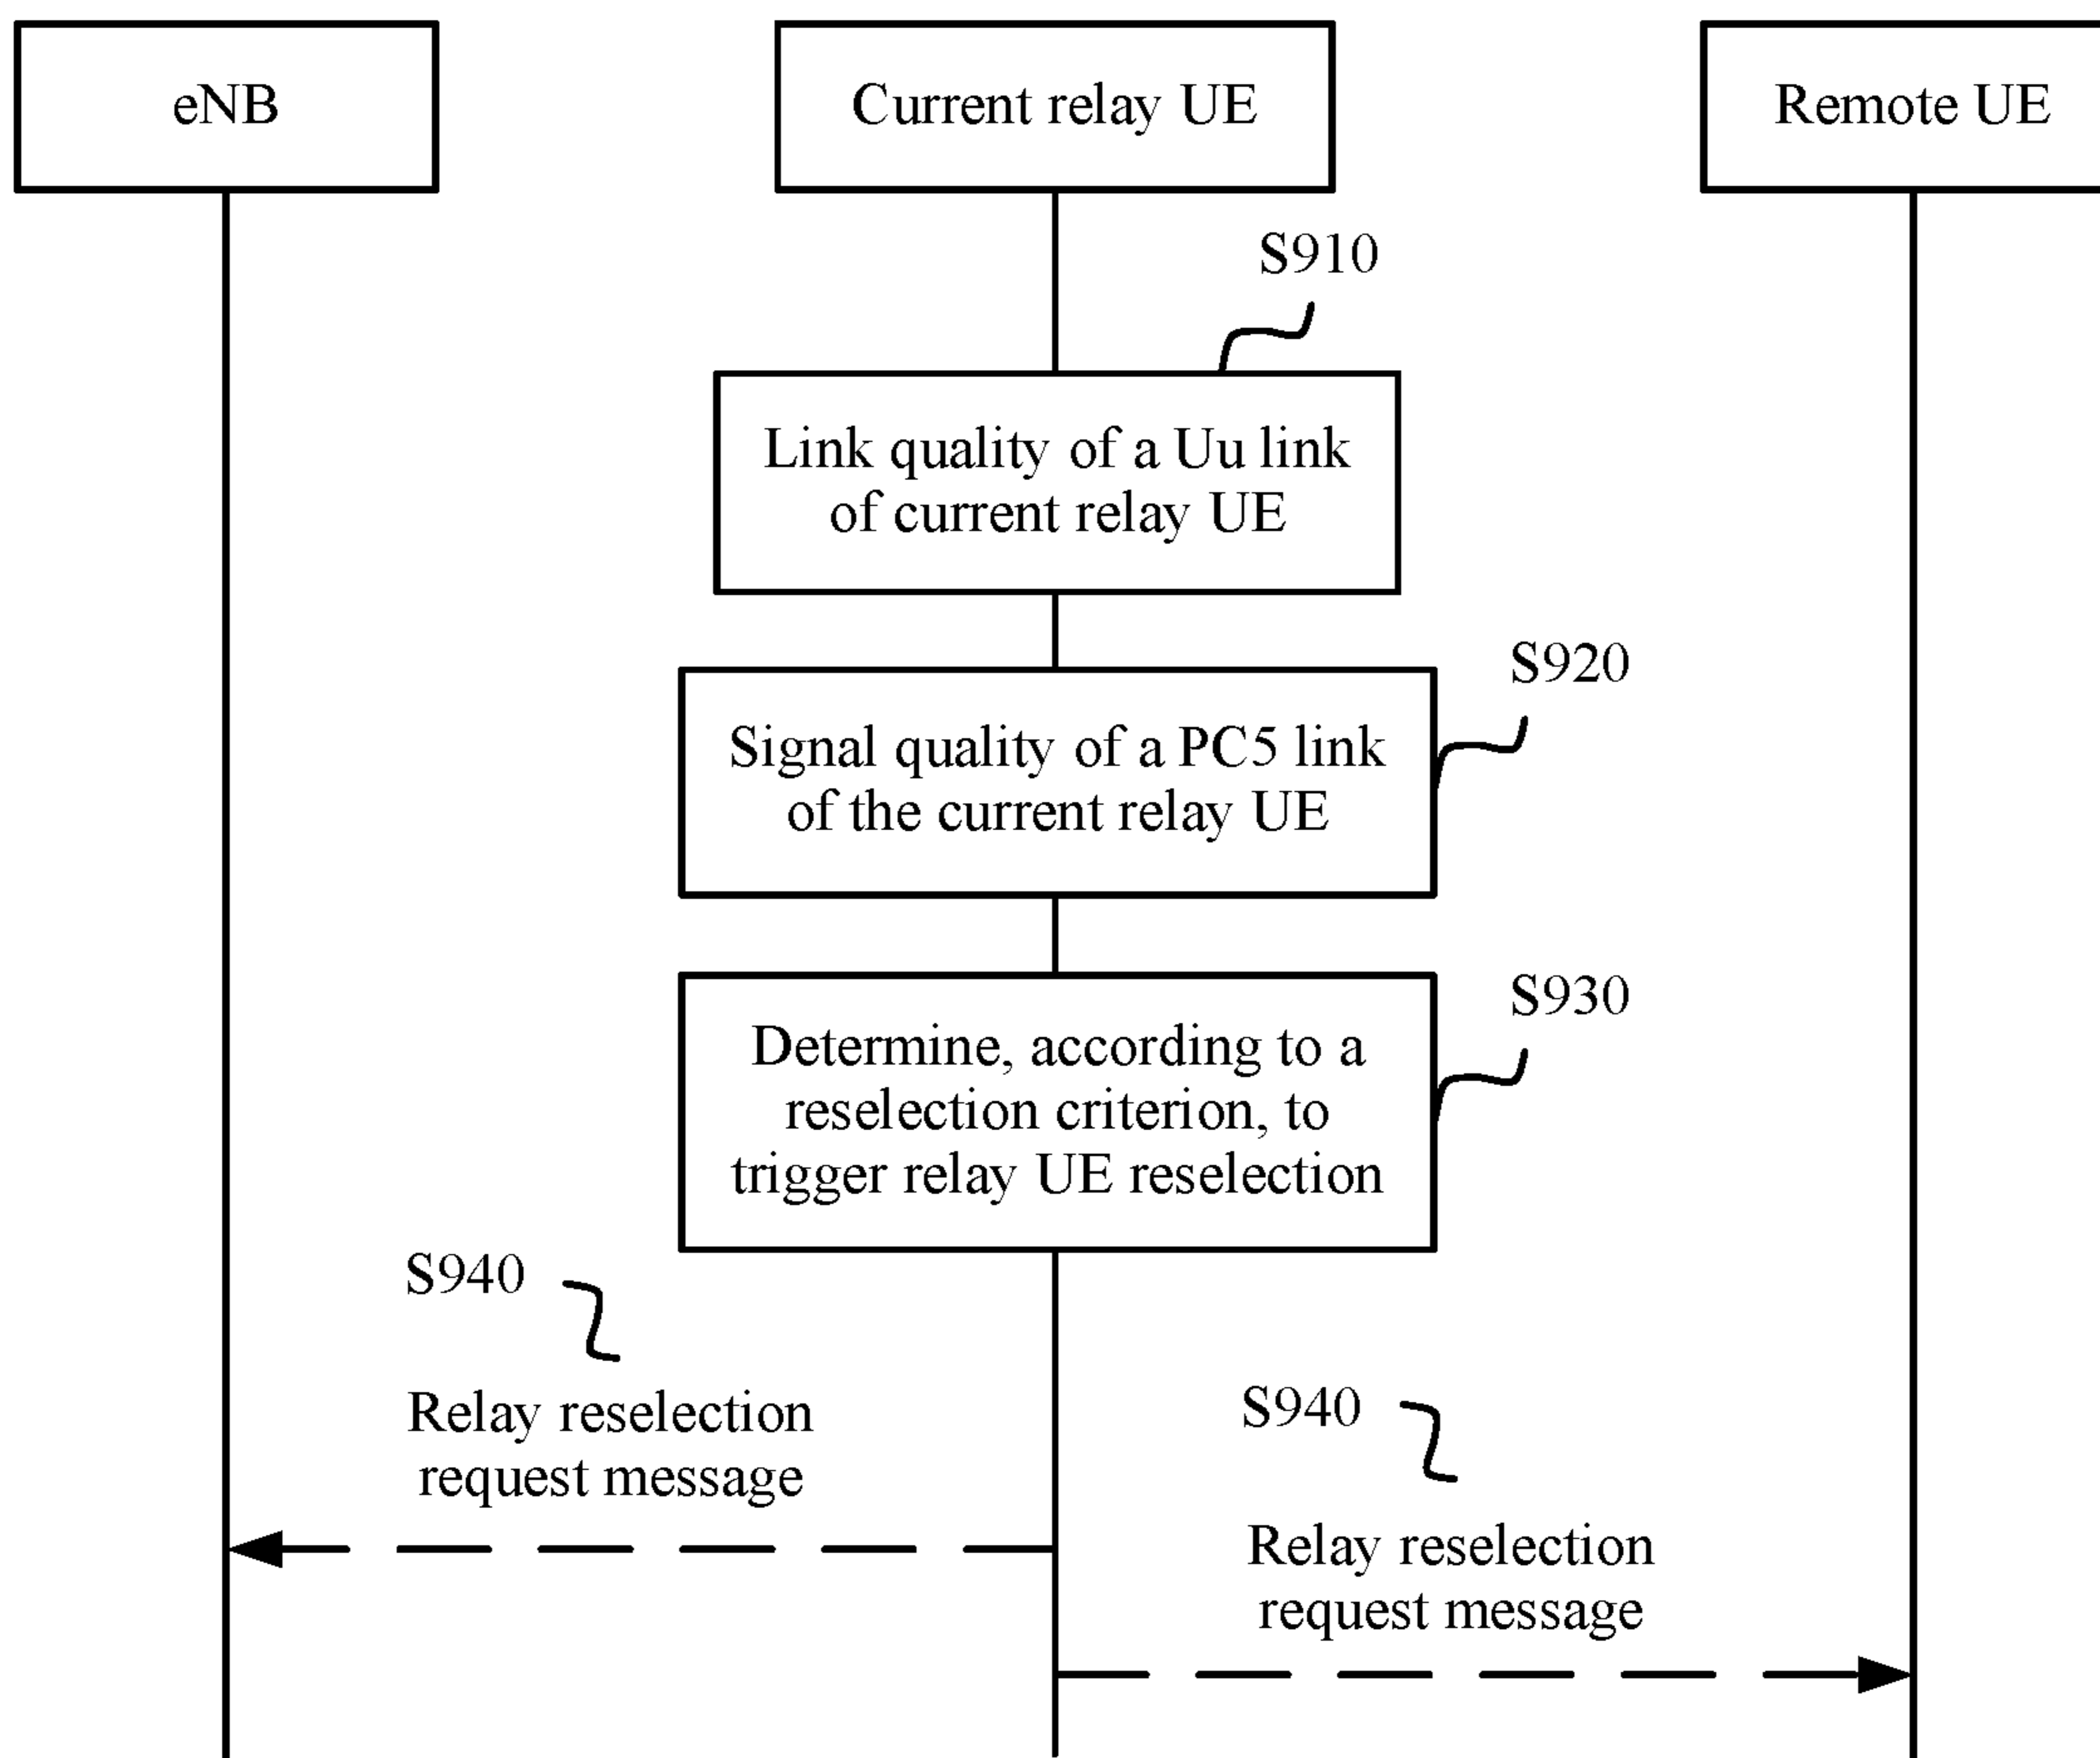 eNB
Current relay UE
Remote UE
S910
Link quality of a Uu link
of current relay UE
S920
Signal quality of a PC5 link
of the current relay UE
S930
Determine, according to a
reselection criterion, to
trigger relay UE reselection
S940
Relay reselection
request message
S940
Relay reselection
request message